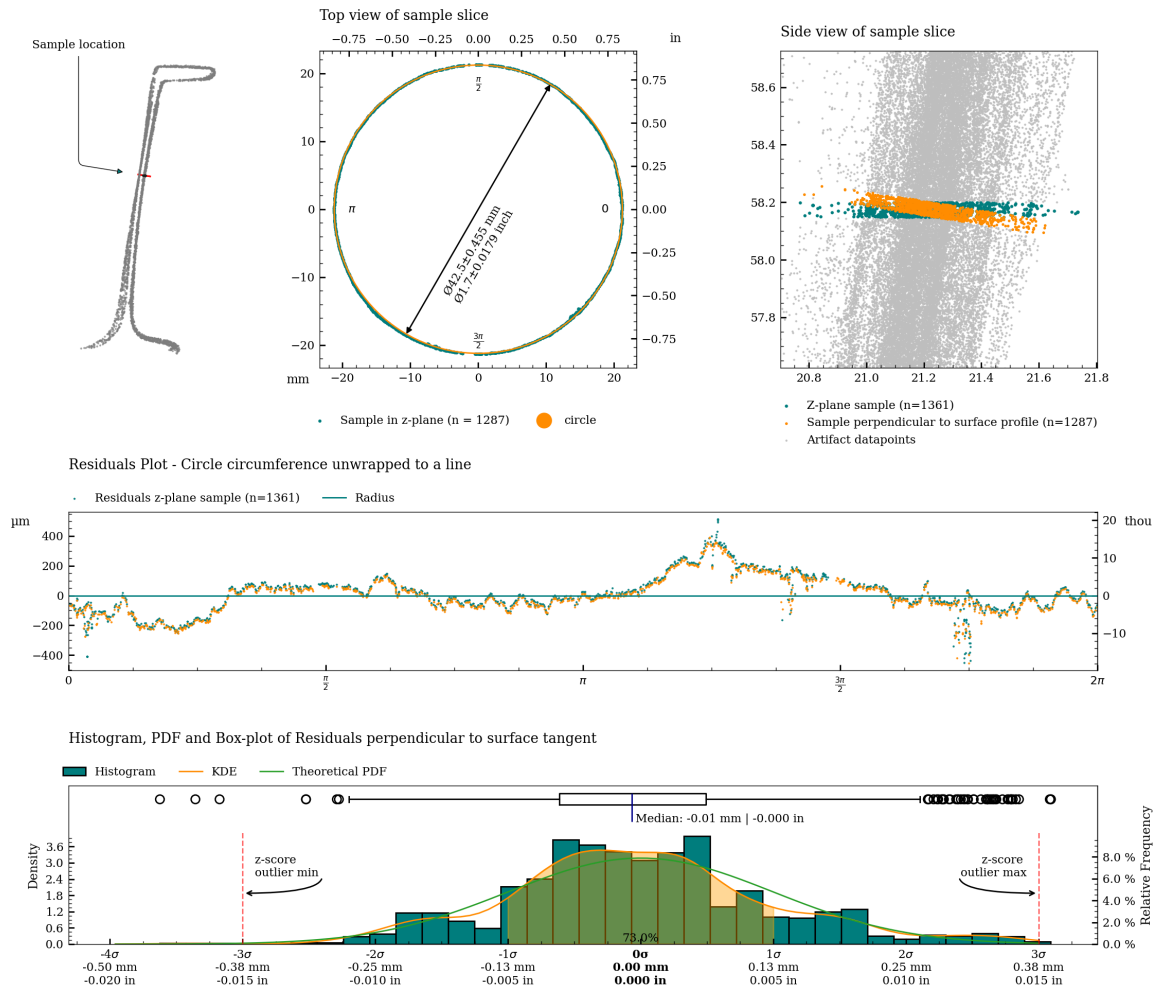 Top view of sample slice
Sample location
−0.75 −0.50 −0.25 0.00 0.25 0.50 0.75 in
20
10
0
−10
−20
0.75
0.50
0.25
0.00
−0.25
−0.50
−0.75
π/2
π
0
3π/2
Ø42.5±0.455 mm
Ø1.7±0.0179 inch
mm −20 −10 0 10 20
Sample in z-plane (n = 1287) circle
Side view of sample slice
58.6
58.4
58.2
58.0
57.8
20.8 21.0 21.2 21.4 21.6 21.8
Z-plane sample (n=1361)
Sample perpendicular to surface profile (n=1287)
Artifact datapoints
Residuals Plot - Circle circumference unwrapped to a line
Residuals z-plane sample (n=1361) Radius
µm
400
200
0
−200
−400
20 thou
10
0
−10
0 π/2 π 3π/2 2π
Histogram, PDF and Box-plot of Residuals perpendicular to surface tangent
Histogram KDE Theoretical PDF
Median: -0.01 mm | -0.000 in
Density
3.6
3.0
2.4
1.8
1.2
0.6
0.0
z-score
outlier min
z-score
outlier max
73.0%
8.0 %
6.0 %
4.0 %
2.0 %
0.0 %
Relative Frequency
-4σ -3σ -2σ -1σ 0σ 1σ 2σ 3σ
-0.50 mm -0.38 mm -0.25 mm -0.13 mm 0.00 mm 0.13 mm 0.25 mm 0.38 mm
-0.020 in -0.015 in -0.010 in -0.005 in 0.000 in 0.005 in 0.010 in 0.015 in